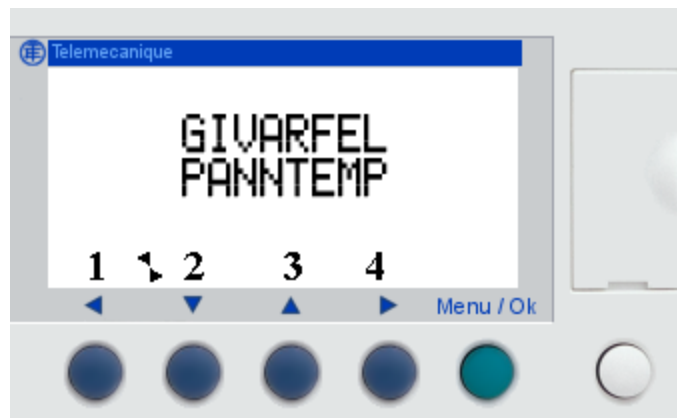 Telemecanique
GIVARFEL
PANNTEMP
1 2 3 4
Menu / Ok